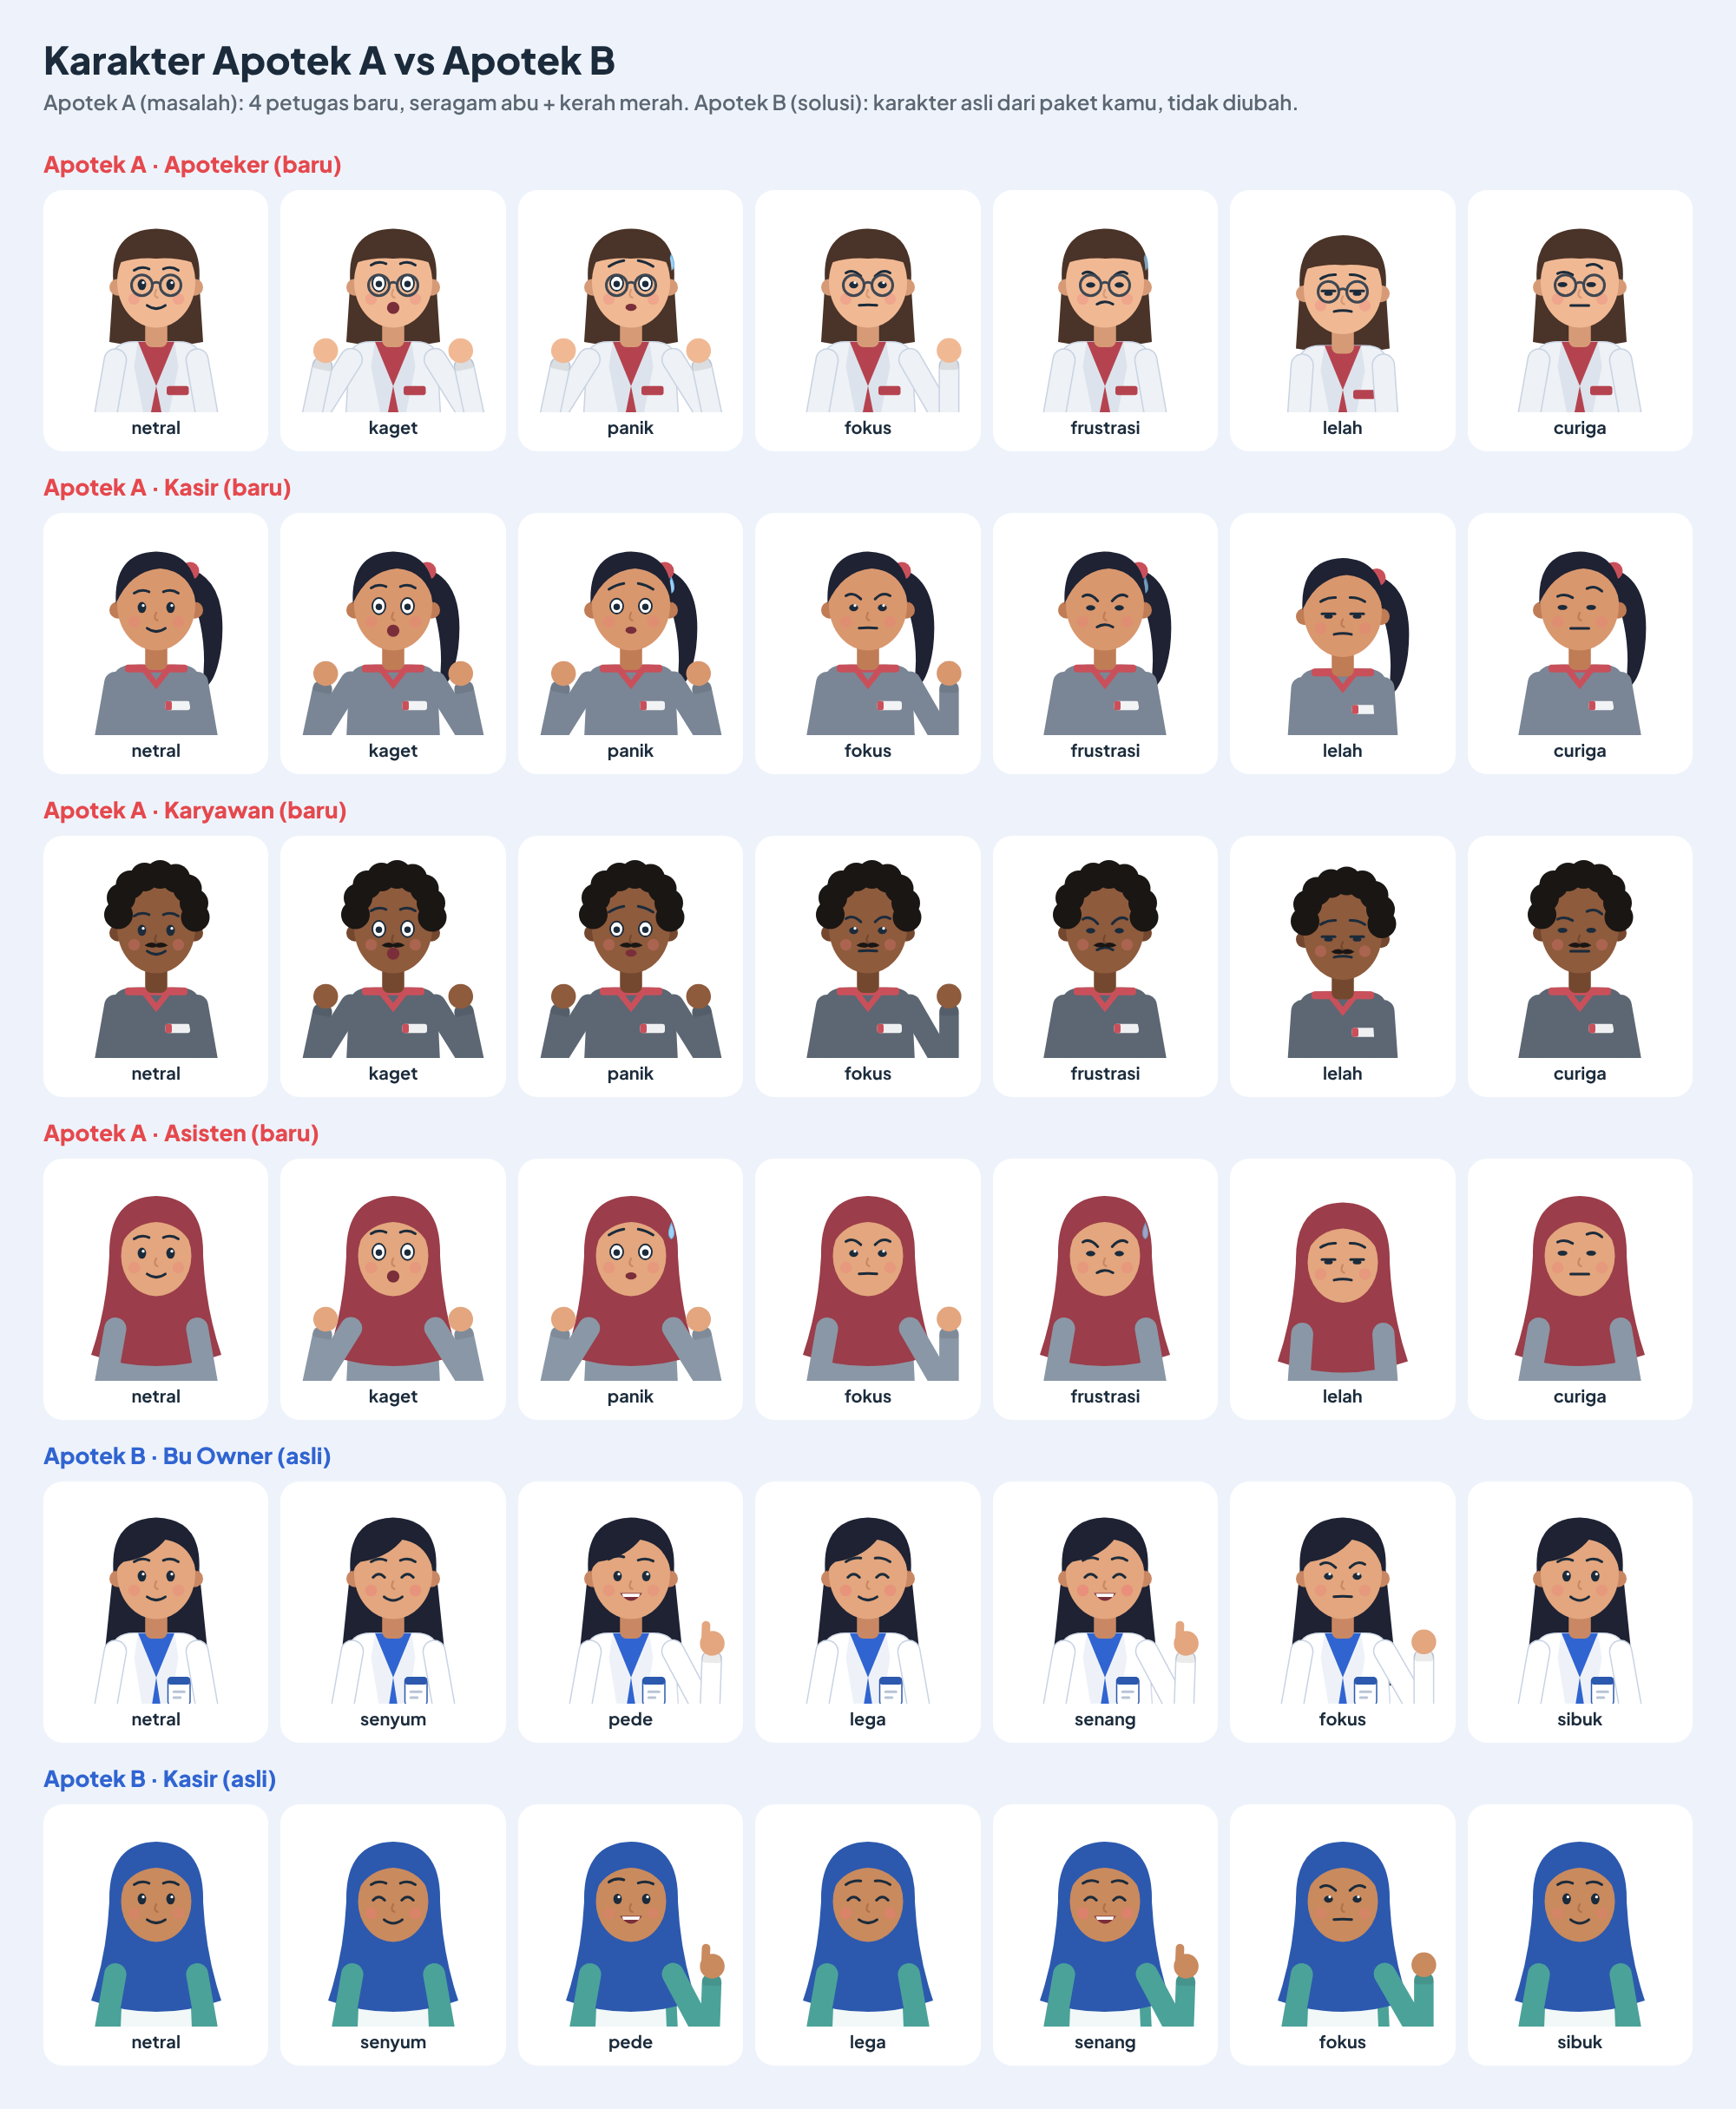 Karakter Apotek A vs Apotek B
Apotek A (masalah): 4 petugas baru, seragam abu + kerah merah. Apotek B (solusi): karakter asli dari paket kamu, tidak diubah.
Apotek A · Apoteker (baru)
netral kaget panik fokus frustrasi lelah curiga
Apotek A · Kasir (baru)
netral kaget panik fokus frustrasi lelah curiga
Apotek A · Karyawan (baru)
netral kaget panik fokus frustrasi lelah curiga
Apotek A · Asisten (baru)
netral kaget panik fokus frustrasi lelah curiga
Apotek B · Bu Owner (asli)
netral senyum pede lega senang fokus sibuk
Apotek B · Kasir (asli)
netral senyum pede lega senang fokus sibuk